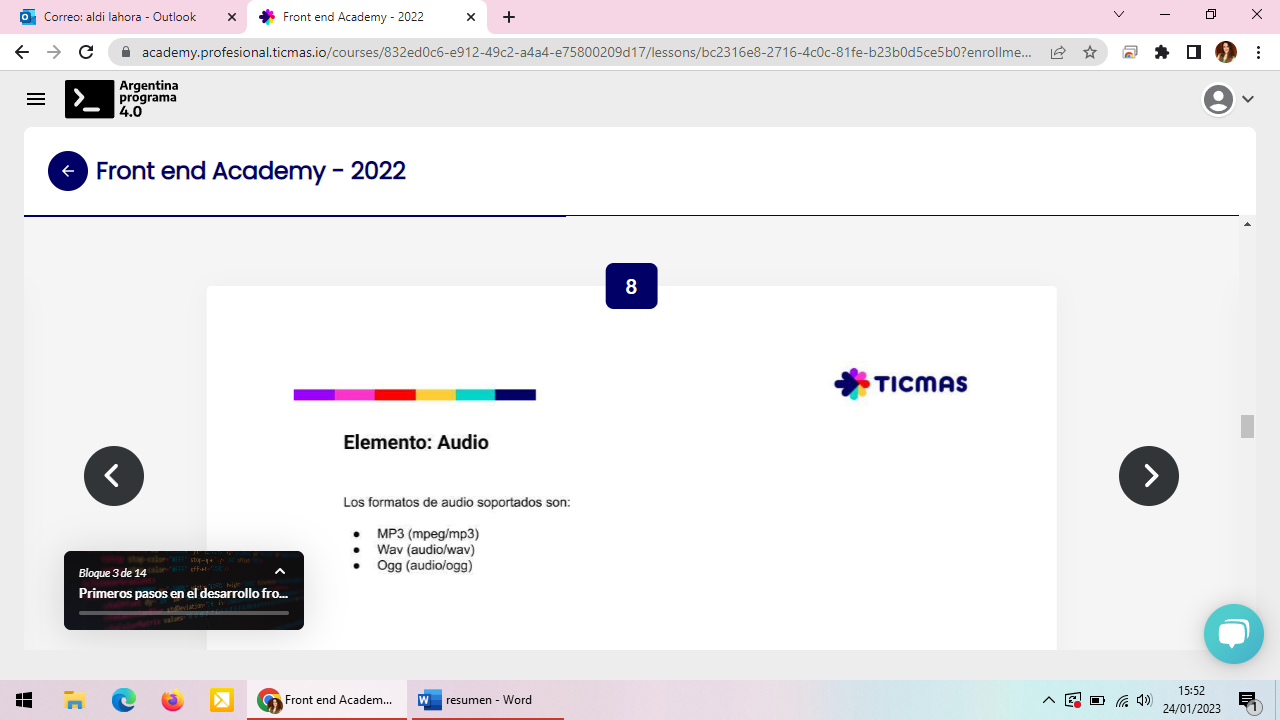 Correo: aldi lahora - Outlook
Front end Academy - 2022
academy.profesional.ticmas.io/courses/832ed0c6-e912-49c2-a4a4-e75800209d17/lessons/bc2316e8-2716-4c0c-81fe-b23b0d5ce5b0?enrollme...
Argentina
programa
4.0
Front end Academy - 2022
8
TICMAS
Elemento: Audio
Los formatos de audio soportados son:
● MP3 (mpeg/mp3)
● Wav (audio/wav)
● Ogg (audio/ogg)
Bloque 3 de 14
Primeros pasos en el desarrollo fro...
Front end Academ...
resumen - Word
15:52
24/01/2023
1